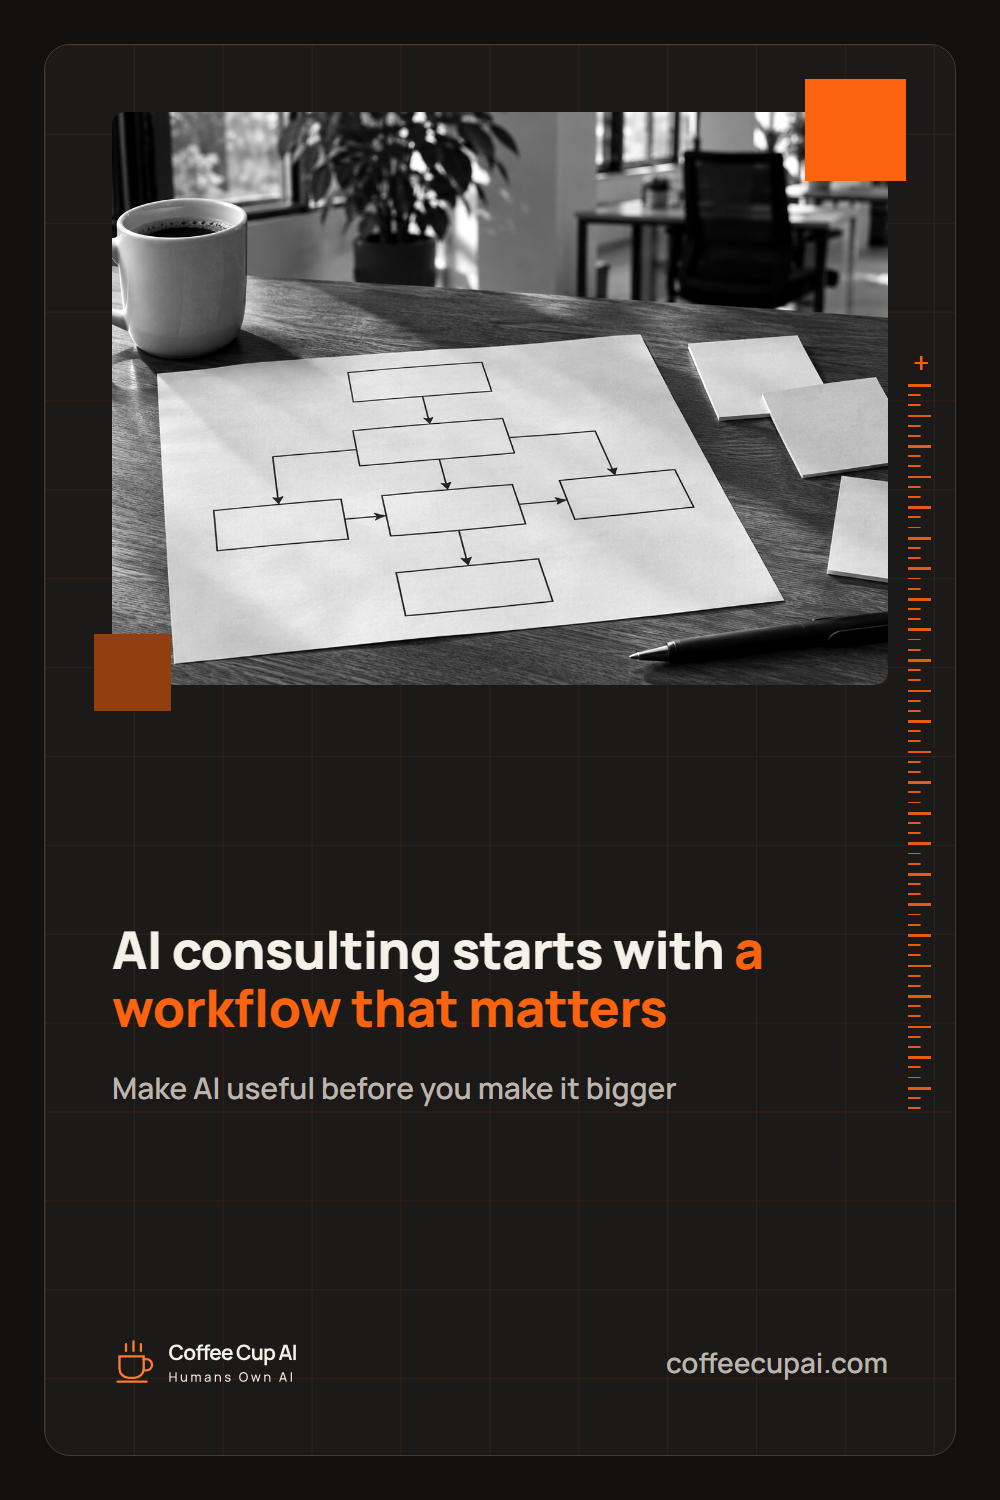 AI consulting starts with a
workflow that matters
Make AI useful before you make it bigger
Coffee Cup AI
Humans Own AI
coffeecupai.com